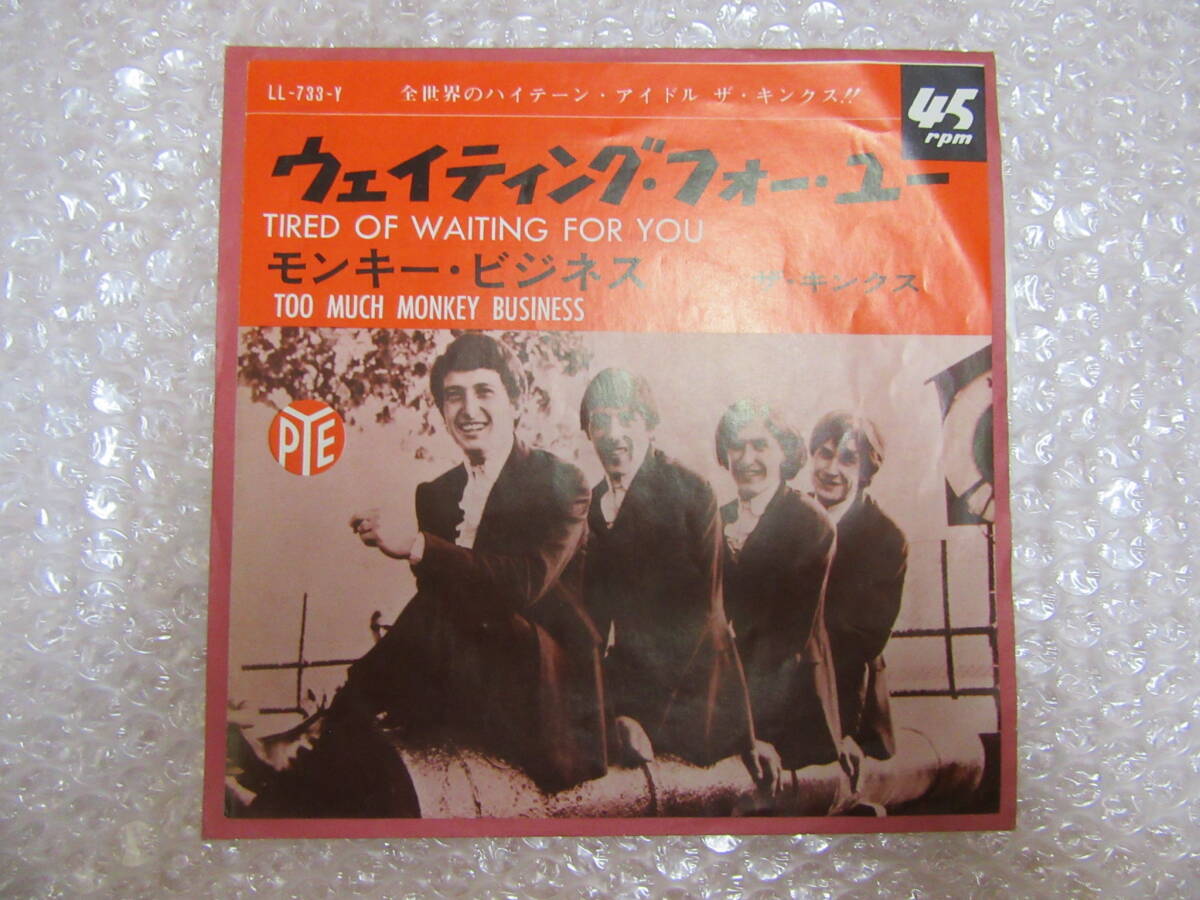 LL-733-Y 全世界のハイテーン・アイドル ザ・キンクス!!
45
rpm
ウェイティング・フォー・ユー
TIRED OF WAITING FOR YOU
モンキー・ビジネス ザ・キンクス
TOO MUCH MONKEY BUSINESS
PYE